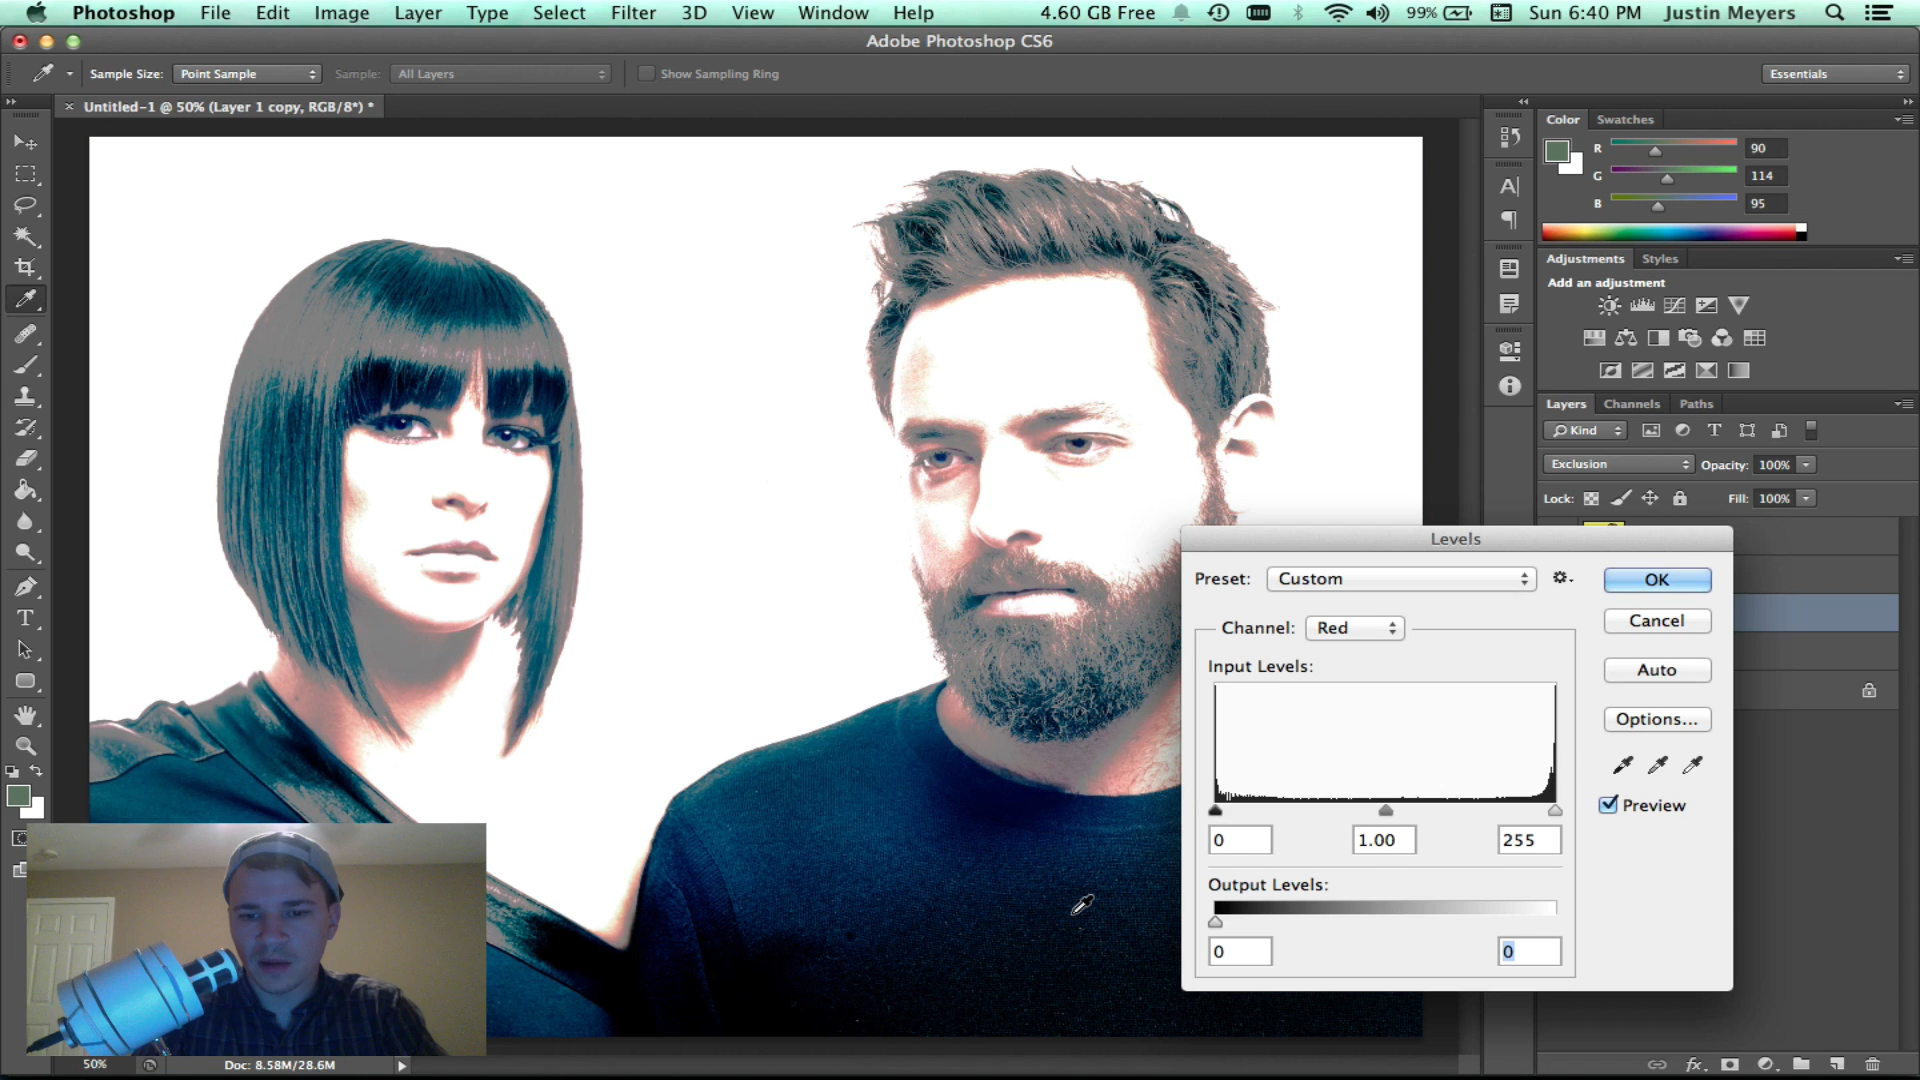 Photoshop File Edit Image Layer Type Select Filter 3D View Window Help 4.60 GB Free 99% Sun 6:40 PM Justin Meyers
Adobe Photoshop CS6
Sample Size: Point Sample Sample: All Layers Show Sampling Ring Essentials
Untitled-1 @ 50% (Layer 1 copy, RGB/8*) *
Color Swatches
R 90
G 114
B 95
Adjustments Styles
Add an adjustment
Layers Channels Paths
Kind
Exclusion Opacity: 100%
Lock: Fill: 100%
Levels
Preset: Custom OK
Channel: Red Cancel
Input Levels: Auto
Options...
Preview
0 1.00 255
Output Levels:
0 0
50% Doc: 8.58M/28.6M